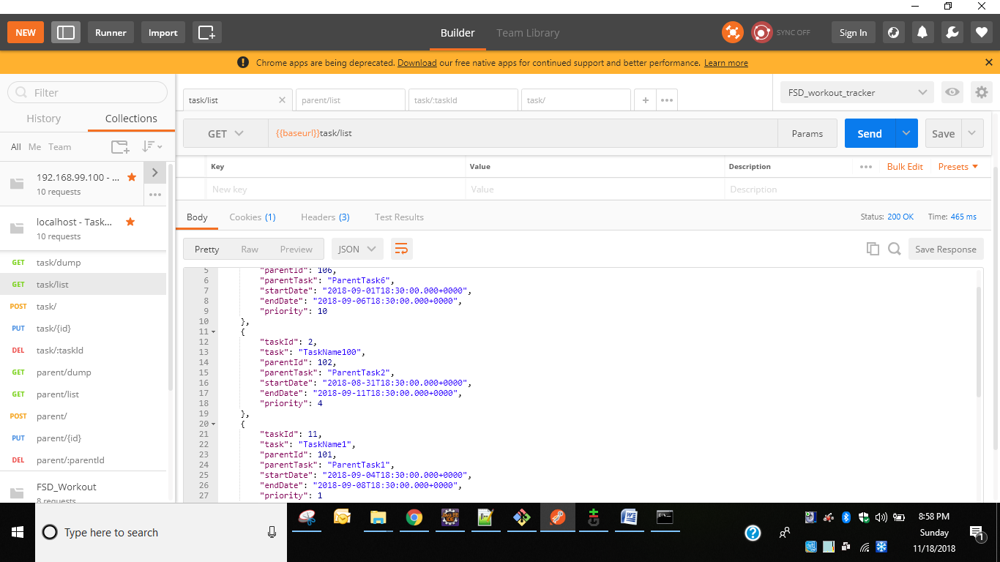 NEW
Runner
Import
Builder
Team Library
SYNC OFF
Sign In
Chrome apps are being deprecated. Download our free native apps for continued support and better performance. Learn more
Filter
History
Collections
All Me Team
192.168.99.100 - ...
10 requests
localhost - Task...
10 requests
GET task/dump
GET task/list
POST task/
PUT task/{id}
DEL task/:taskId
GET parent/dump
GET parent/list
POST parent/
PUT parent/{id}
DEL parent/:parentId
FSD_Workout
8 requests
task/list
parent/list
task/:taskId
task/
FSD_workout_tracker
GET
{{baseurl}}task/list
Params
Send
Save
Key Value Description
Bulk Edit
Presets
New key Value Description
Body
Cookies (1)
Headers (3)
Test Results
Status: 200 OK
Time: 465 ms
Pretty
Raw
Preview
JSON
Save Response
5 "parentId": 106,
6 "parentTask": "ParentTask6",
7 "startDate": "2018-09-01T18:30:00.000+0000",
8 "endDate": "2018-09-06T18:30:00.000+0000",
9 "priority": 10
10 },
11 {
12 "taskId": 2,
13 "task": "TaskName100",
14 "parentId": 102,
15 "parentTask": "ParentTask2",
16 "startDate": "2018-08-31T18:30:00.000+0000",
17 "endDate": "2018-09-11T18:30:00.000+0000",
18 "priority": 4
19 },
20 {
21 "taskId": 11,
22 "task": "TaskName1",
23 "parentId": 101,
24 "parentTask": "ParentTask1",
25 "startDate": "2018-09-04T18:30:00.000+0000",
26 "endDate": "2018-09-08T18:30:00.000+0000",
27 "priority": 1
Type here to search
8:58 PM
Sunday
11/18/2018
1